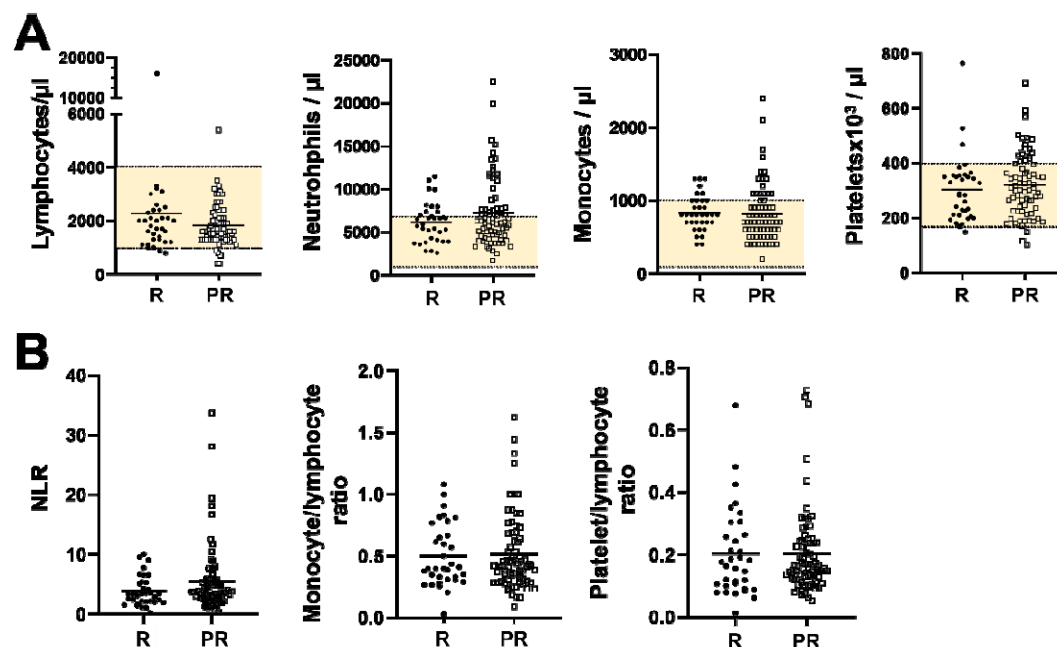 A
Lymphocytes/µl
20000
10000
6000
4000
2000
0
R PR
Neutrohphils / µl
25000
20000
15000
10000
5000
0
R PR
Monocytes / µl
3000
2000
1000
0
R PR
Plateletsx10³ / µl
800
600
400
200
0
R PR
B
NLR
40
30
20
10
0
R PR
Monocyte/lymphocyte
ratio
2.0
1.5
1.0
0.5
0.0
R PR
Platelet/lymphocyte
ratio
0.8
0.6
0.4
0.2
0.0
R PR